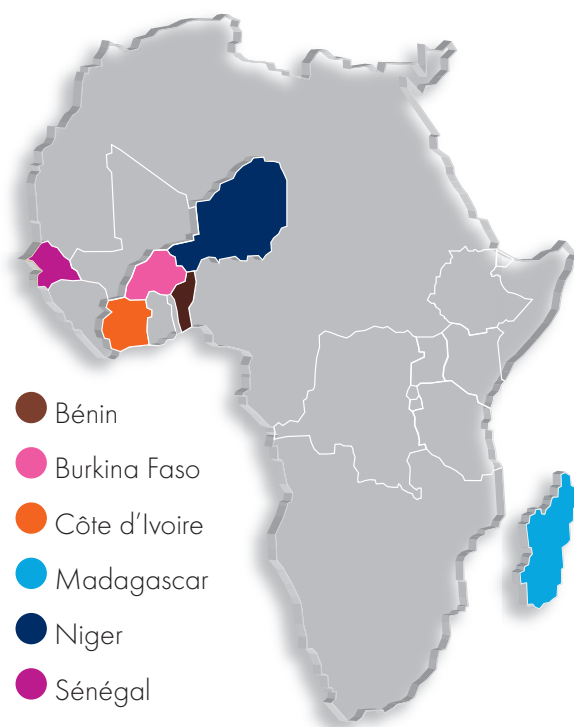 Bénin
Burkina Faso
Côte d’Ivoire
Madagascar
Niger
Sénégal